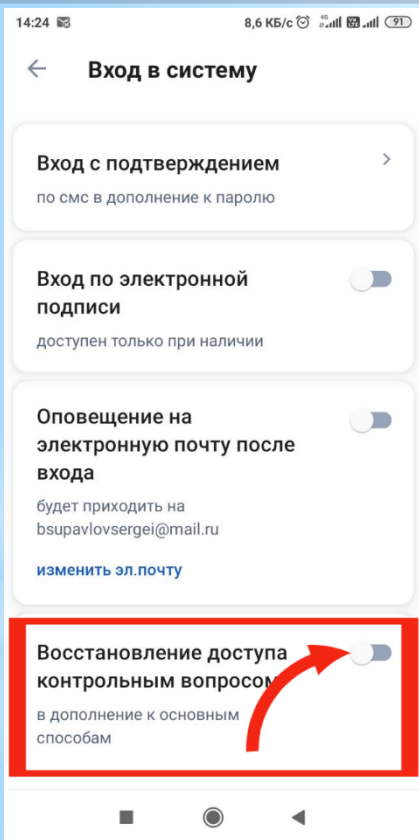 14:24 8,6 КБ/с 4G 91
Вход в систему
Вход с подтверждением
по смс в дополнение к паролю
Вход по электронной
подписи
доступен только при наличии
Оповещение на
электронную почту после
входа
будет приходить на
bsupavlovsergei@mail.ru
изменить эл.почту
Восстановление доступа
контрольным вопросом
в дополнение к основным
способам